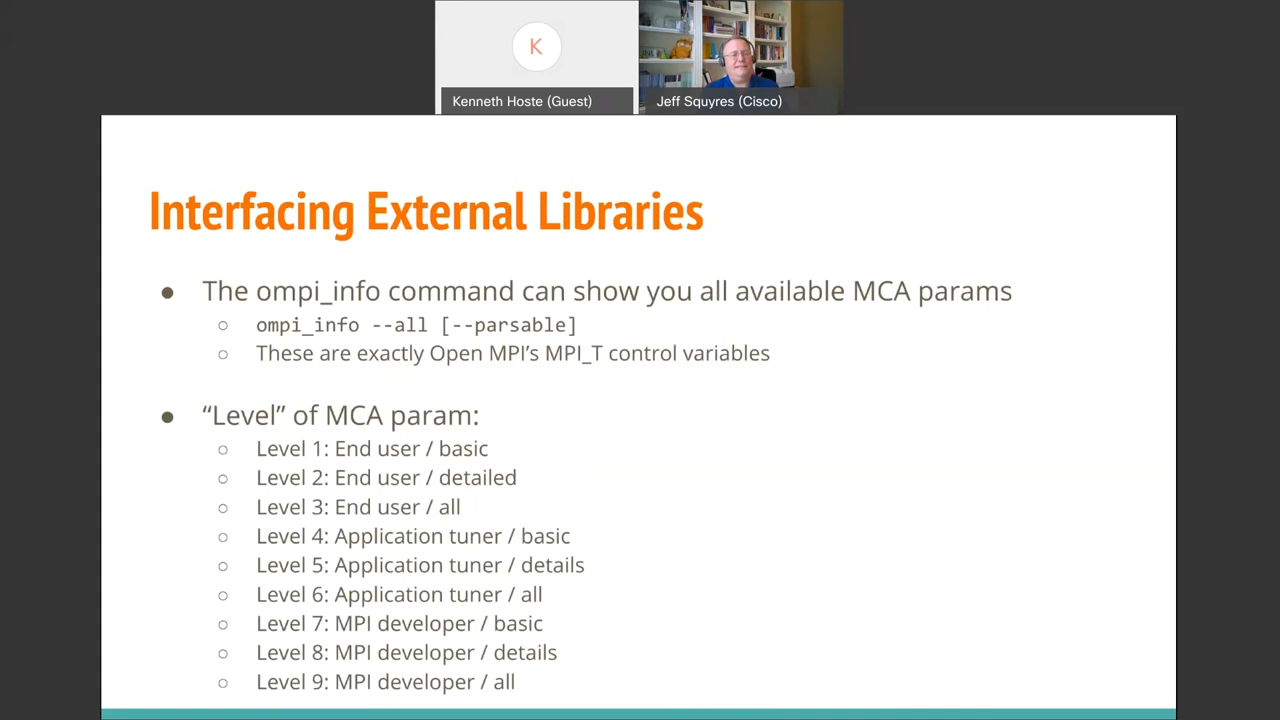 K
Kenneth Hoste (Guest)
Jeff Squyres (Cisco)
Interfacing External Libraries
● The ompi_info command can show you all available MCA params
○ ompi_info --all [--parsable]
○ These are exactly Open MPI’s MPI_T control variables
● “Level” of MCA param:
○ Level 1: End user / basic
○ Level 2: End user / detailed
○ Level 3: End user / all
○ Level 4: Application tuner / basic
○ Level 5: Application tuner / details
○ Level 6: Application tuner / all
○ Level 7: MPI developer / basic
○ Level 8: MPI developer / details
○ Level 9: MPI developer / all